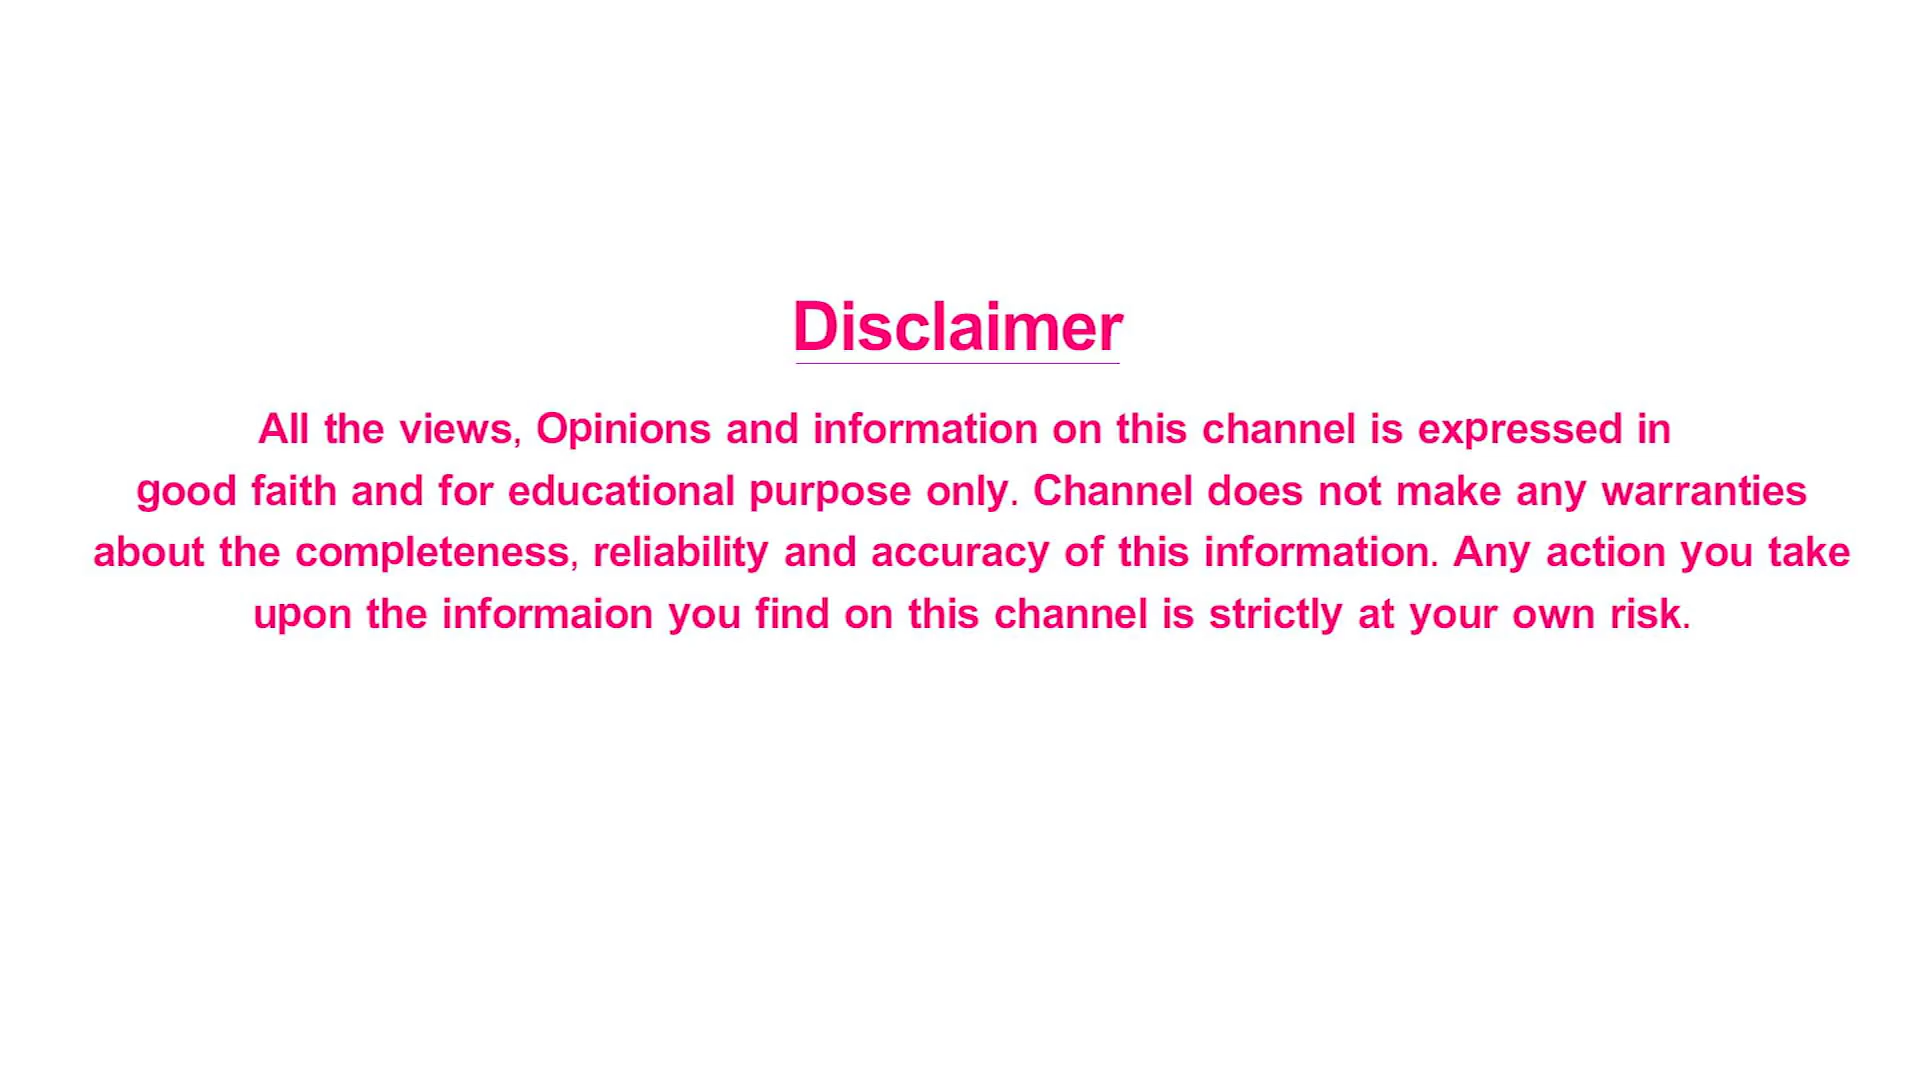 Disclaimer
All the views, Opinions and information on this channel is expressed in
good faith and for educational purpose only. Channel does not make any warranties
about the completeness, reliability and accuracy of this information. Any action you take
upon the informaion you find on this channel is strictly at your own risk.